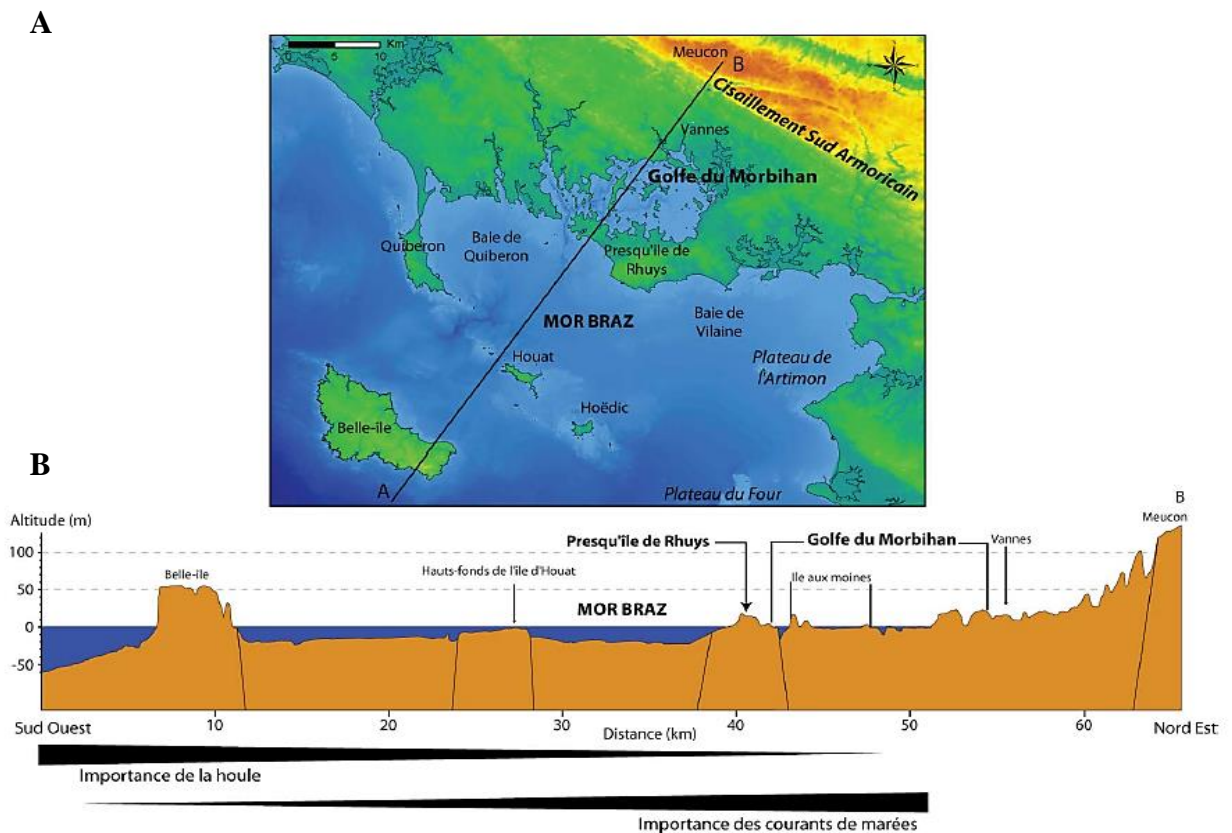 A
Km
0 5 10
Meucon
B
Cisaillement Sud Armoricain
Vannes
Golfe du Morbihan
Quiberon
Baie de
Quiberon
Presqu'île de
Rhuys
MOR BRAZ
Baie de
Vilaine
Plateau de
l'Artimon
Houat
Hoëdic
Belle-île
A
Plateau du Four
B
B
Altitude (m)
Meucon
Presqu'île de Rhuys
Golfe du Morbihan
Vannes
100
Belle-île
Hauts-fonds de l'île d'Houat
Ile aux moines
50
MOR BRAZ
0
-50
Sud Ouest
10 20 30 40 50 60
Distance (km)
Nord Est
Importance de la houle
Importance des courants de marées